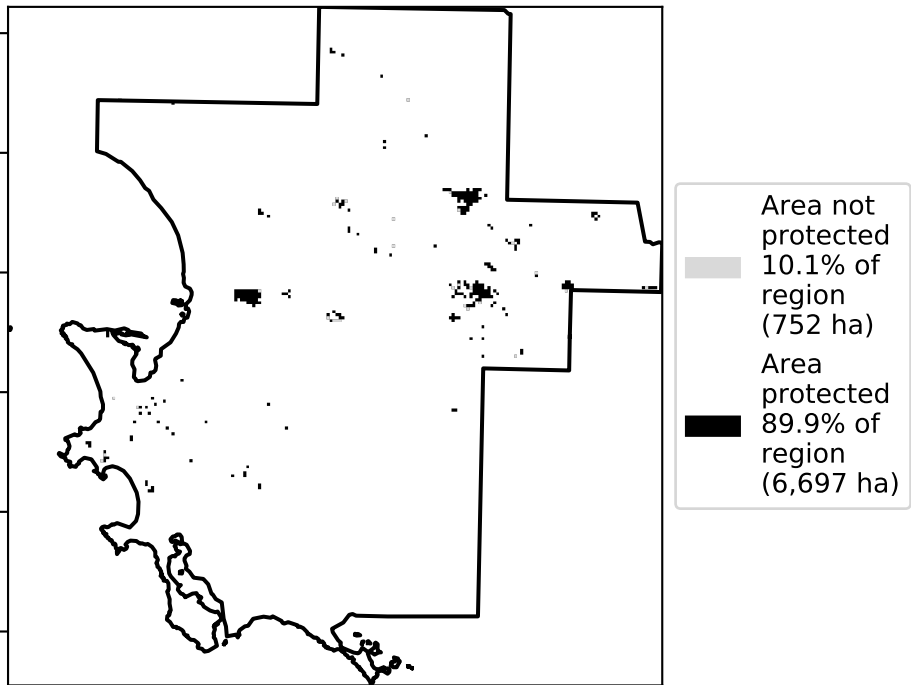 Area not
protected
10.1% of
region
(752 ha)
Area
protected
89.9% of
region
(6,697 ha)